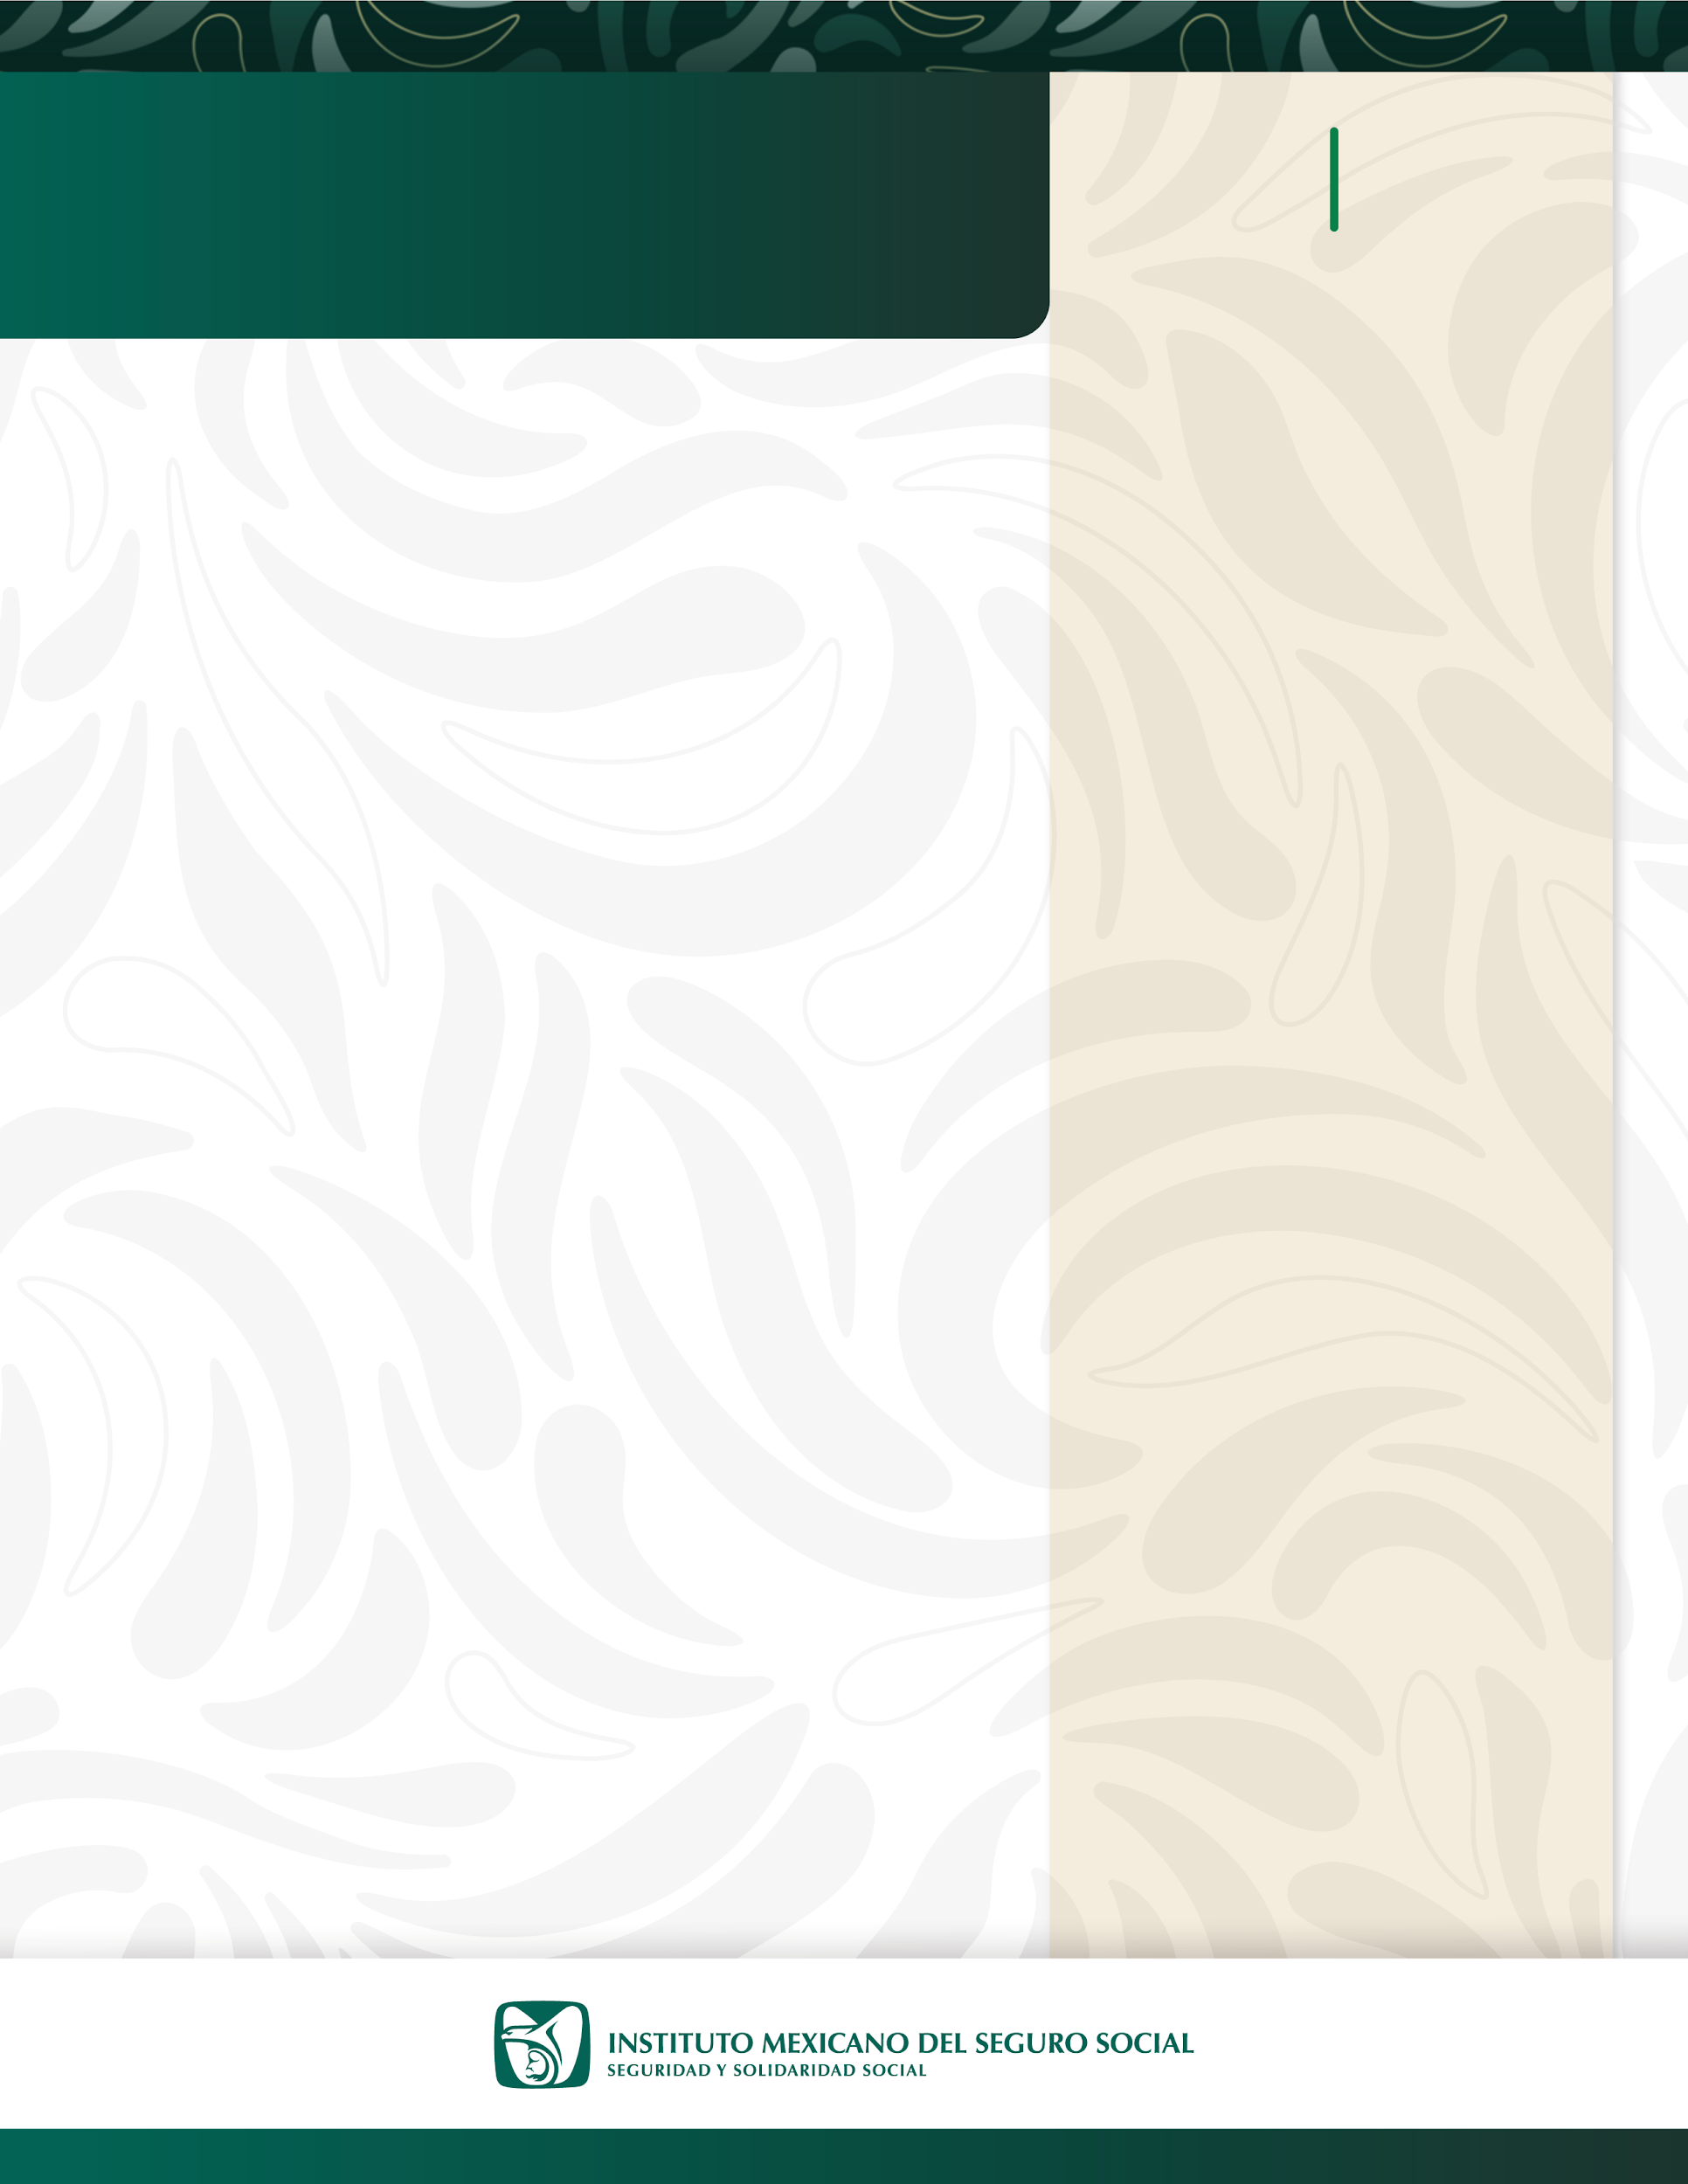 INSTITUTO MEXICANO DEL SEGURO SOCIAL
SEGURIDAD Y SOLIDARIDAD SOCIAL